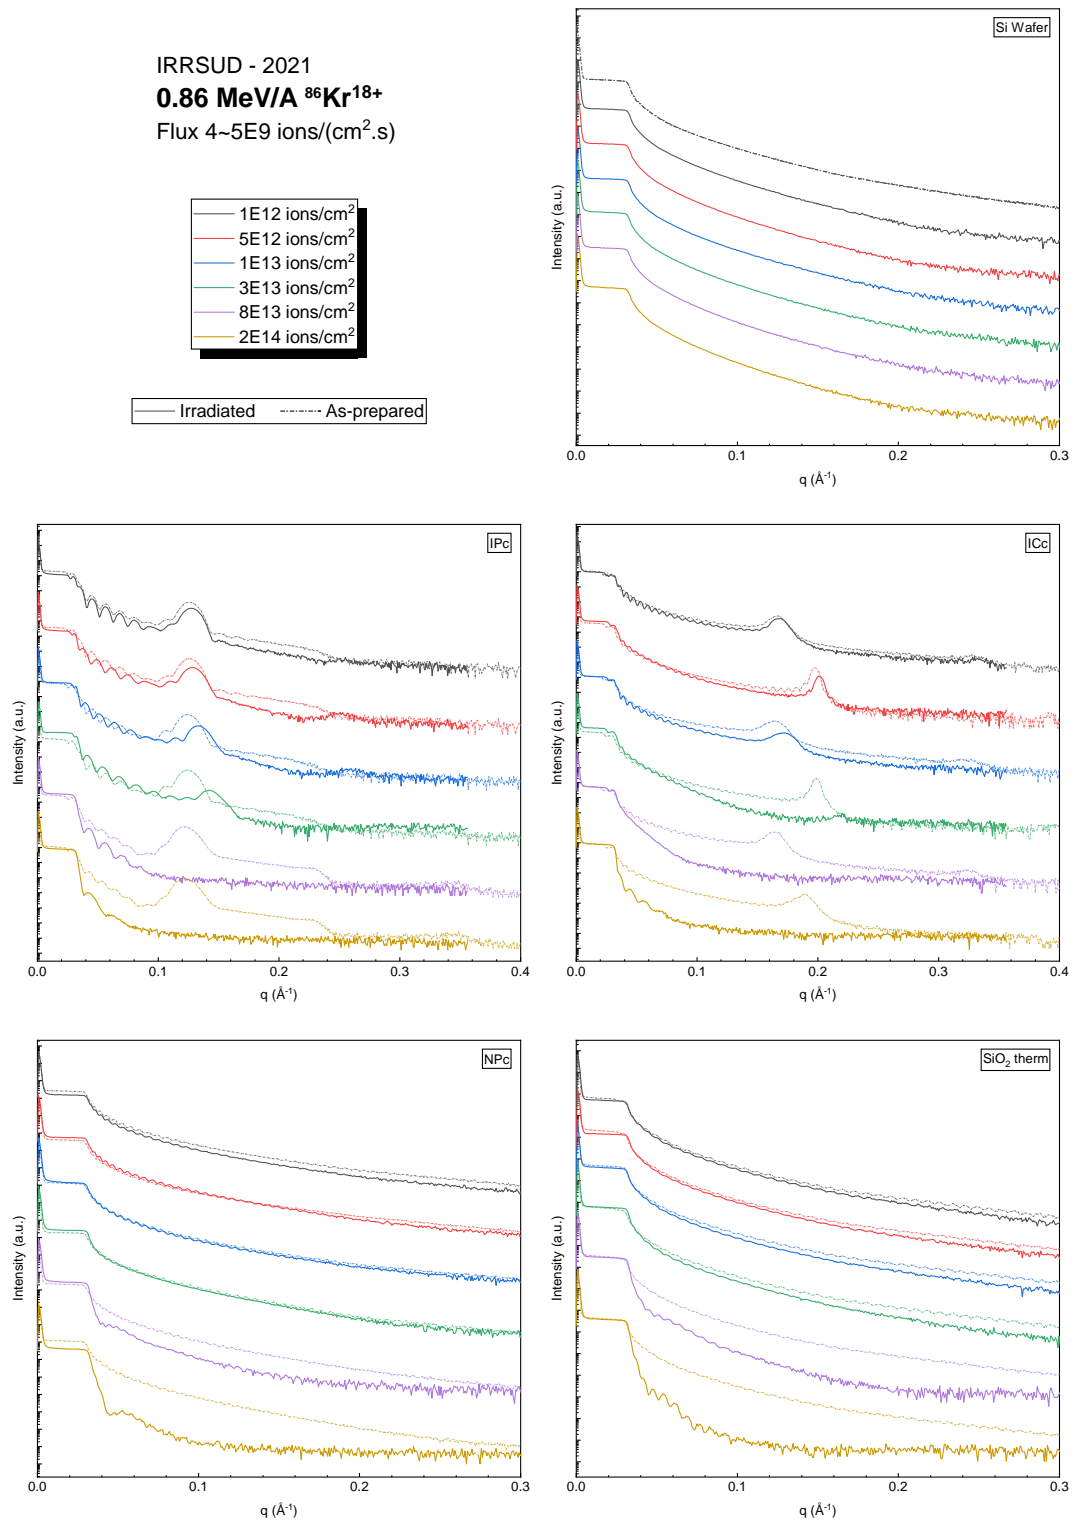 IRRSUD - 2021
0.86 MeV/A ⁸⁶Kr¹⁸⁺
Flux 4~5E9 ions/(cm².s)
1E12 ions/cm²
5E12 ions/cm²
1E13 ions/cm²
3E13 ions/cm²
8E13 ions/cm²
2E14 ions/cm²
Irradiated As-prepared
Si Wafer
Intensity (a.u.)
0.0 0.1 0.2 0.3
q (Å⁻¹)
IPc
Intensity (a.u.)
0.0 0.1 0.2 0.3 0.4
q (Å⁻¹)
ICc
Intensity (a.u.)
0.0 0.1 0.2 0.3 0.4
q (Å⁻¹)
NPc
Intensity (a.u.)
0.0 0.1 0.2 0.3
q (Å⁻¹)
SiO₂ therm
Intensity (a.u.)
0.0 0.1 0.2 0.3
q (Å⁻¹)